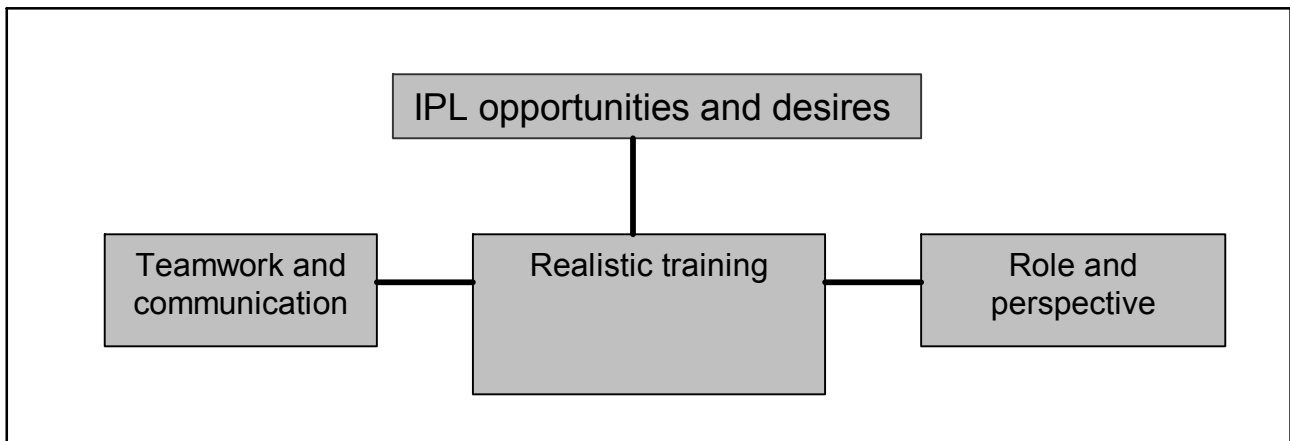 IPL opportunities and desires
Teamwork and
communication
Realistic training
Role and
perspective